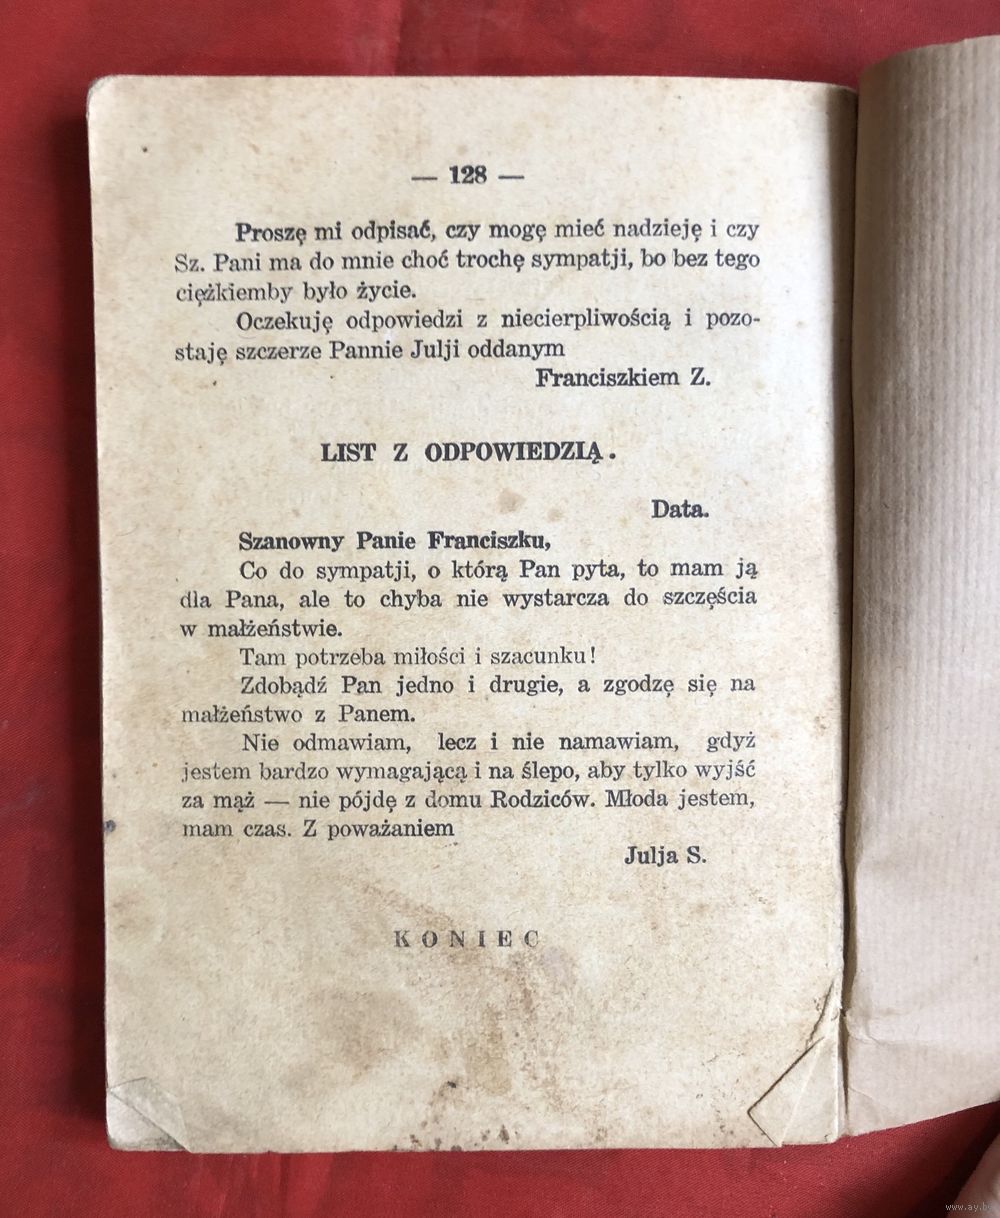 — 128 —
Proszę mi odpisać, czy mogę mieć nadzieję i czy
Sz. Pani ma do mnie choć trochę sympatji, bo bez tego
ciężkiemby było życie.
Oczekuję odpowiedzi z niecierpliwością i pozo-
staję szczerze Pannie Julji oddanym
Franciszkiem Z.
LIST Z ODPOWIEDZIĄ.
Data.
Szanowny Panie Franciszku,
Co do sympatji, o którą Pan pyta, to mam ją
dla Pana, ale to chyba nie wystarcza do szczęścia
w małżeństwie.
Tam potrzeba miłości i szacunku!
Zdobądź Pan jedno i drugie, a zgodzę się na
małżeństwo z Panem.
Nie odmawiam, lecz i nie namawiam, gdyż
jestem bardzo wymagającą i na ślepo, aby tylko wyjść
za mąż — nie pójdę z domu Rodziców. Młoda jestem,
mam czas. Z poważaniem
Julja S.
KONIEC
www.ay.by